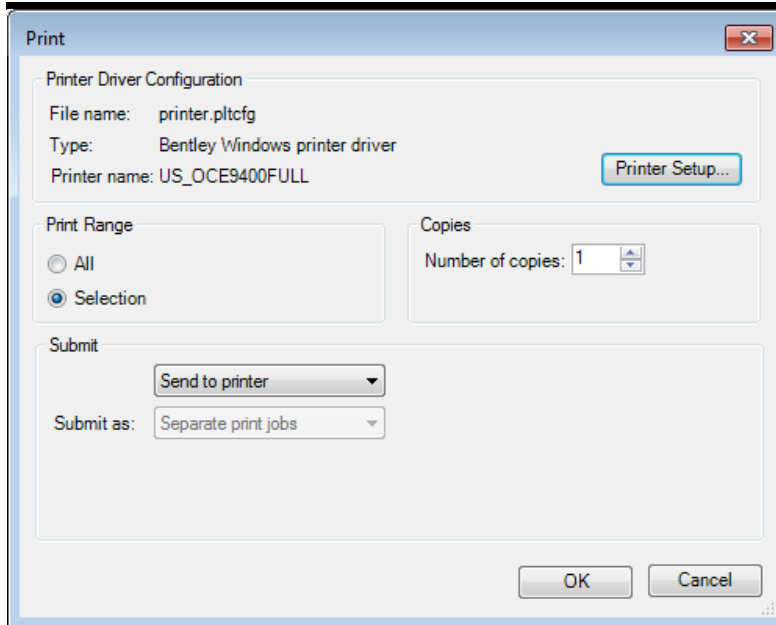 Print
Printer Driver Configuration
File name: printer.pltcfg
Type: Bentley Windows printer driver
Printer name: US_OCE9400FULL
Printer Setup...
Print Range
All
Selection
Copies
Number of copies: 1
Submit
Send to printer
Submit as: Separate print jobs
OK
Cancel